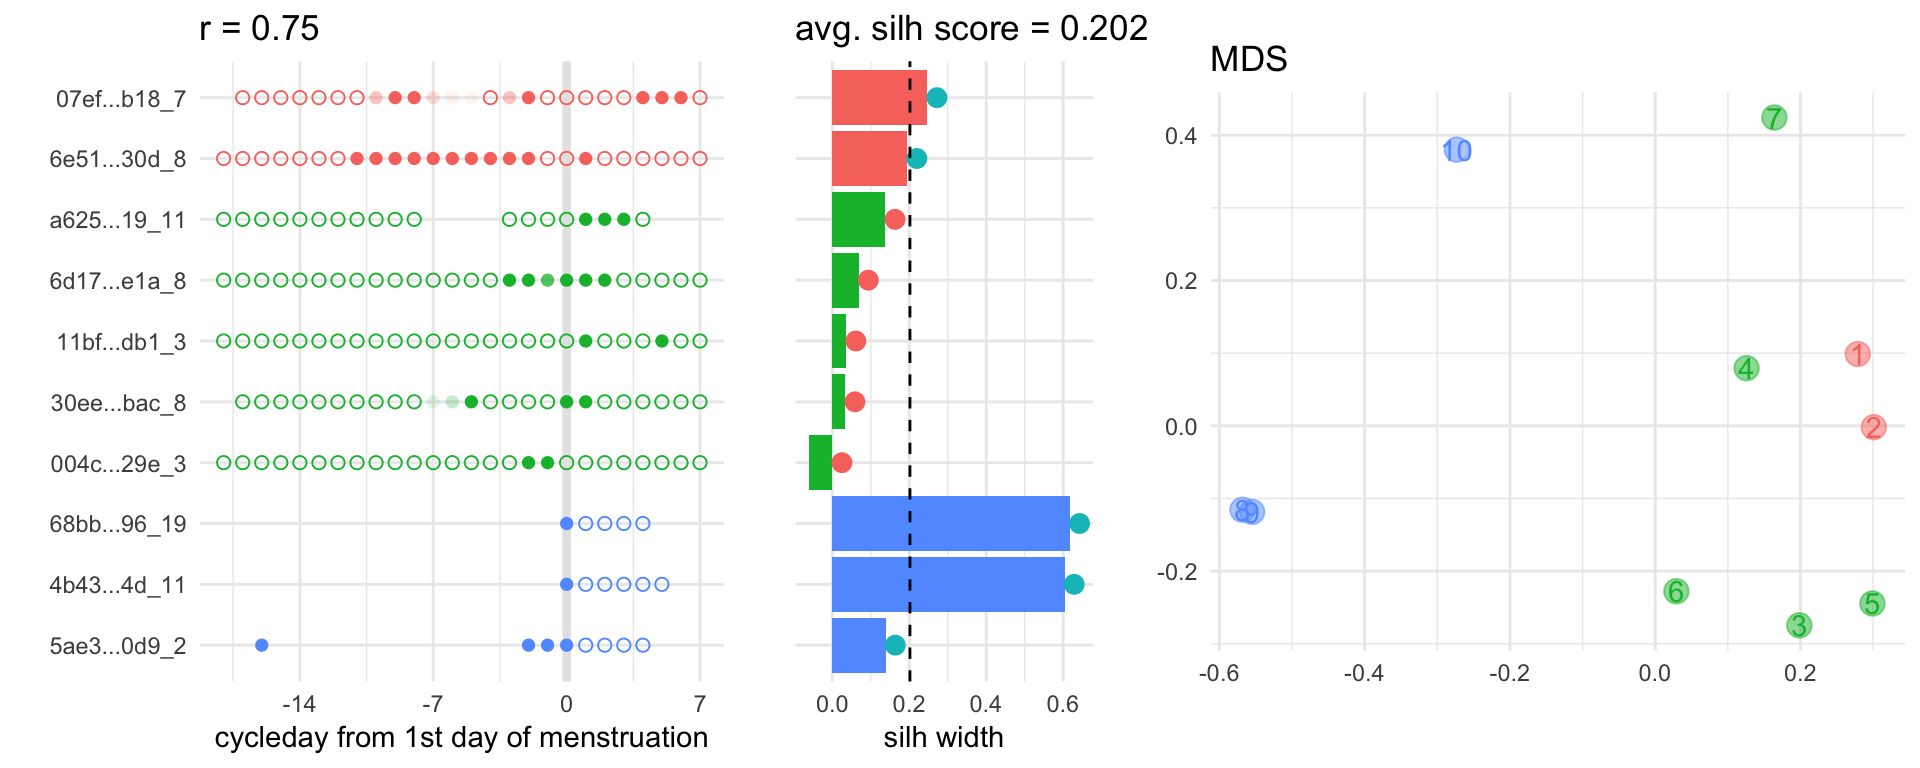 r = 0.75
07ef...b18_7
6e51...30d_8
a625...19_11
6d17...e1a_8
11bf...db1_3
30ee...bac_8
004c...29e_3
68bb...96_19
4b43...4d_11
5ae3...0d9_2
-14 -7 0 7
cycleday from 1st day of menstruation
avg. silh score = 0.202
0.0 0.2 0.4 0.6
silh width
MDS
0.4
0.2
0.0
-0.2
-0.6 -0.4 -0.2 0.0 0.2
7
10
1
4
2
8 9
6
5
3